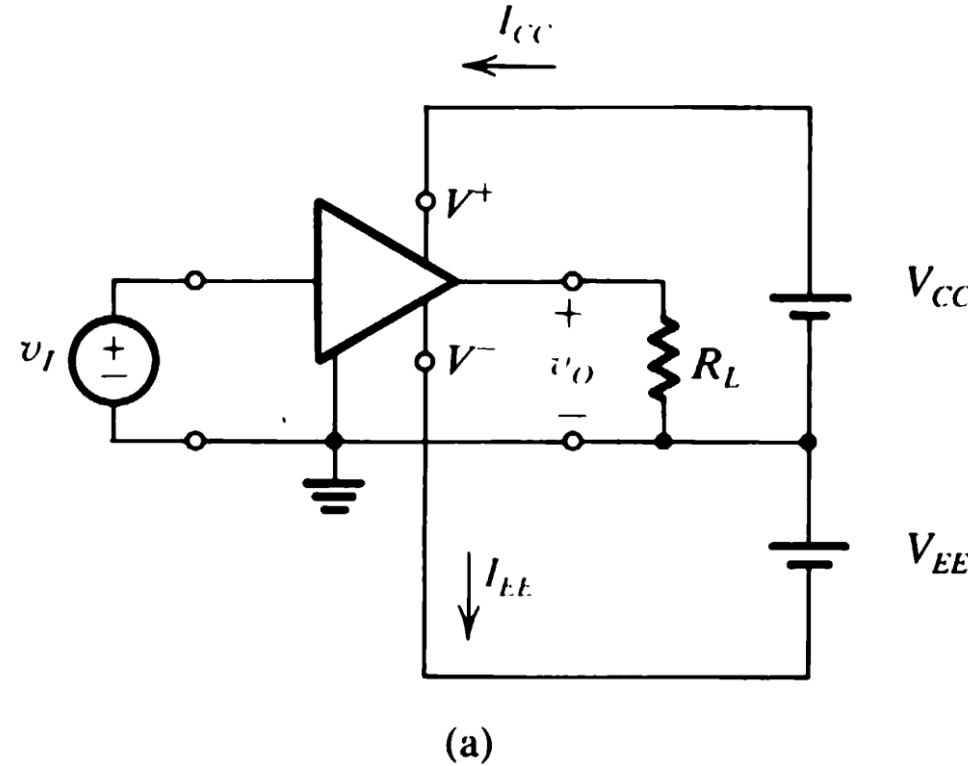 I_CC
V^+
V_CC
v_I
+
−
V^−
+
v_O
−
R_L
V_EE
I_EE
(a)